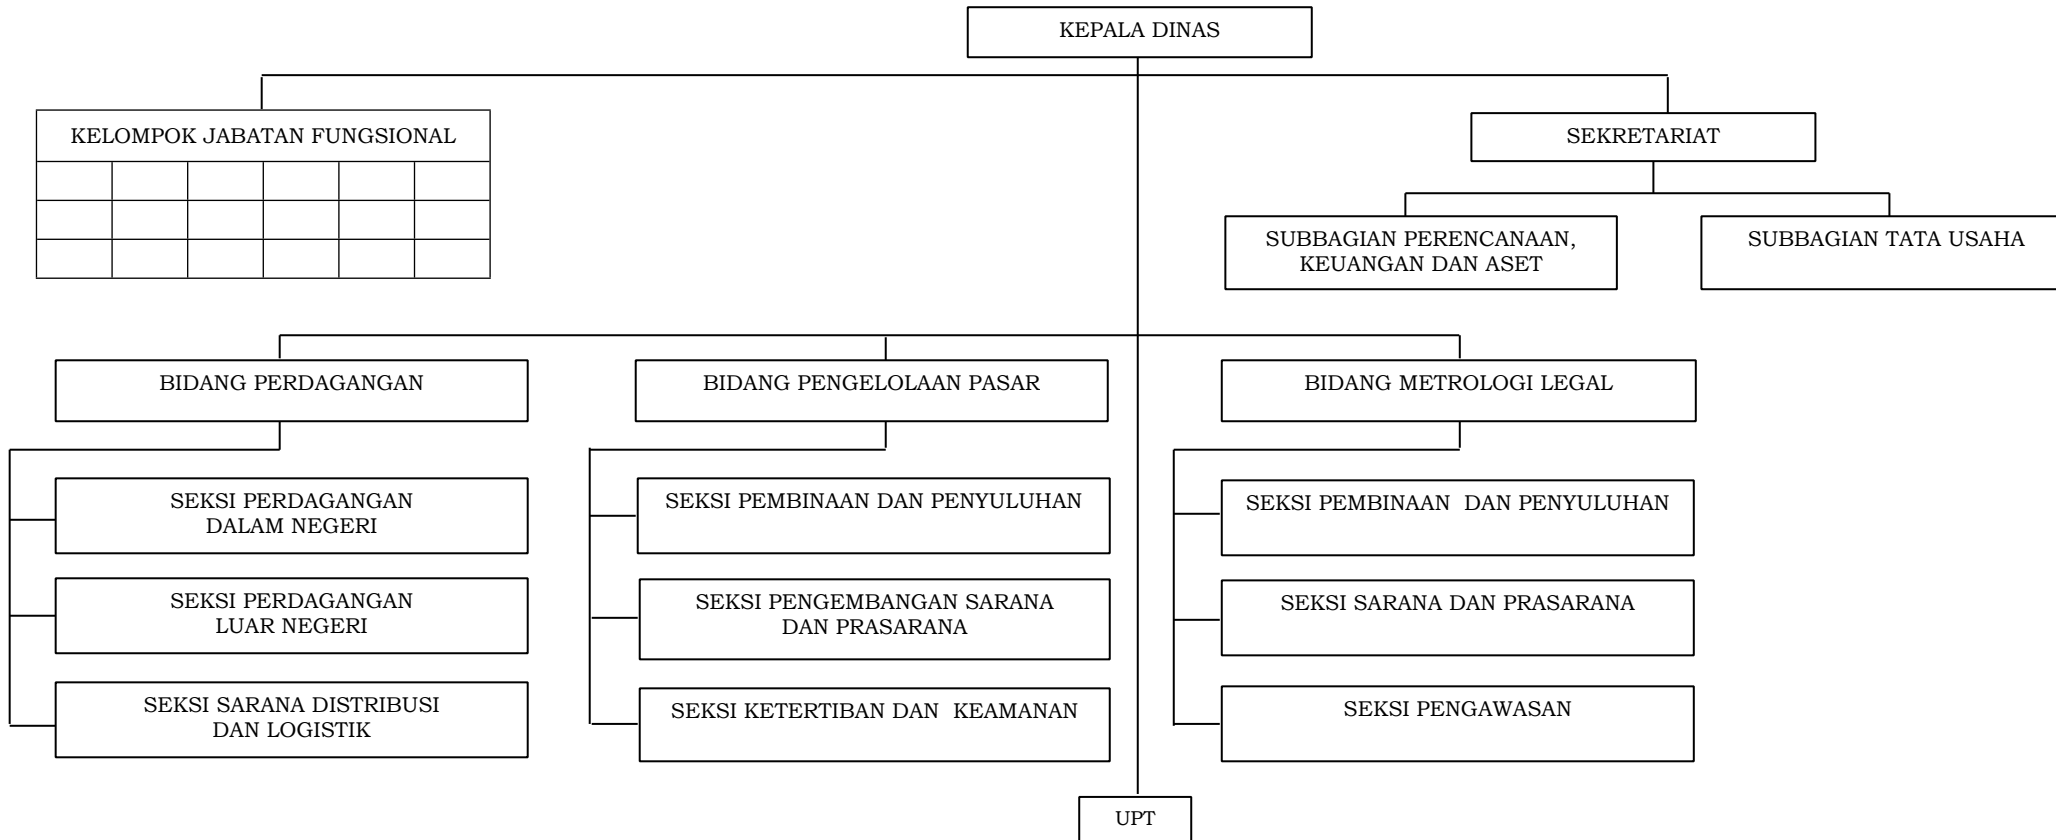 KEPALA DINAS
KELOMPOK JABATAN FUNGSIONAL
SEKRETARIAT
SUBBAGIAN PERENCANAAN,
KEUANGAN DAN ASET
SUBBAGIAN TATA USAHA
BIDANG PERDAGANGAN
BIDANG PENGELOLAAN PASAR
BIDANG METROLOGI LEGAL
SEKSI PERDAGANGAN
DALAM NEGERI
SEKSI PEMBINAAN DAN PENYULUHAN
SEKSI PEMBINAAN  DAN PENYULUHAN
SEKSI PERDAGANGAN
LUAR NEGERI
SEKSI PENGEMBANGAN SARANA
DAN PRASARANA
SEKSI SARANA DAN PRASARANA
SEKSI SARANA DISTRIBUSI
DAN LOGISTIK
SEKSI KETERTIBAN DAN  KEAMANAN
SEKSI PENGAWASAN
UPT